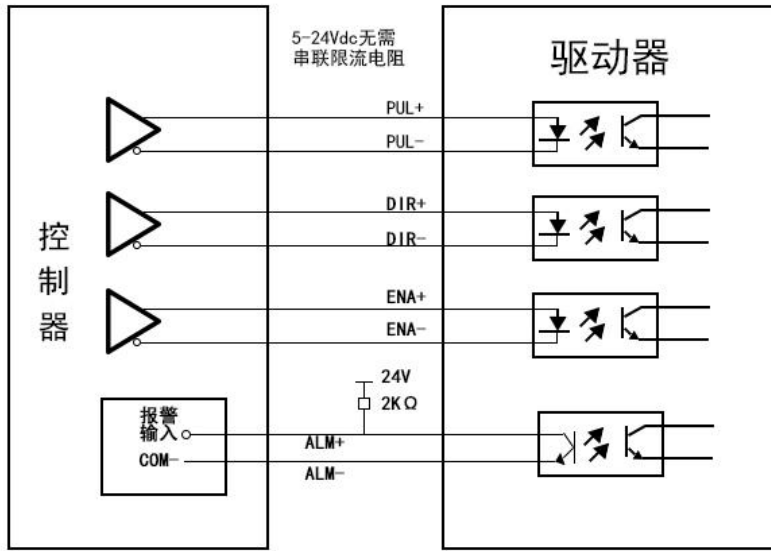 5-24Vdc无需
串联限流电阻
驱动器
PUL+
PUL-
DIR+
DIR-
控制器
ENA+
ENA-
24V
2KΩ
报警
输入
ALM+
COM-
ALM-